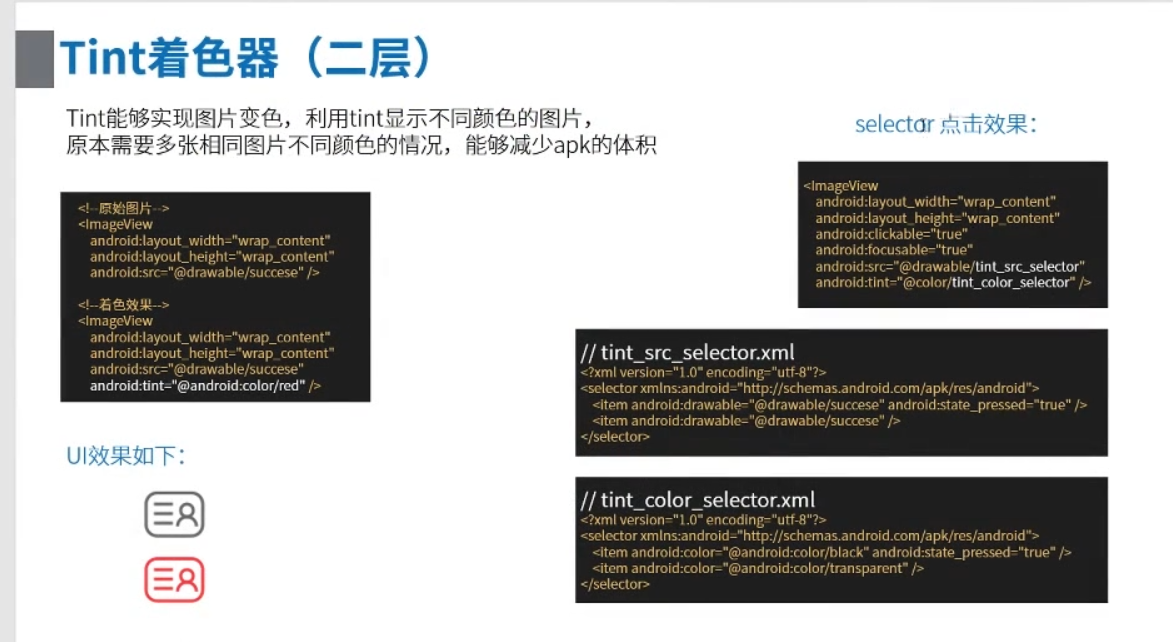 Tint着色器（二层）
Tint能够实现图片变色，利用tint显示不同颜色的图片，
原本需要多张相同图片不同颜色的情况，能够减少apk的体积
<!--原始图片-->
<ImageView
android:layout_width="wrap_content"
android:layout_height="wrap_content"
android:src="@drawable/succese" />
<!--着色效果-->
<ImageView
android:layout_width="wrap_content"
android:layout_height="wrap_content"
android:src="@drawable/succese"
android:tint="@android:color/red" />
UI效果如下：
selector 点击效果：
<ImageView
android:layout_width="wrap_content"
android:layout_height="wrap_content"
android:clickable="true"
android:focusable="true"
android:src="@drawable/tint_src_selector"
android:tint="@color/tint_color_selector" />
// tint_src_selector.xml
<?xml version="1.0" encoding="utf-8"?>
<selector xmlns:android="http://schemas.android.com/apk/res/android">
<item android:drawable="@drawable/succese" android:state_pressed="true" />
<item android:drawable="@drawable/succese" />
</selector>
// tint_color_selector.xml
<?xml version="1.0" encoding="utf-8"?>
<selector xmlns:android="http://schemas.android.com/apk/res/android">
<item android:color="@android:color/black" android:state_pressed="true" />
<item android:color="@android:color/transparent" />
</selector>